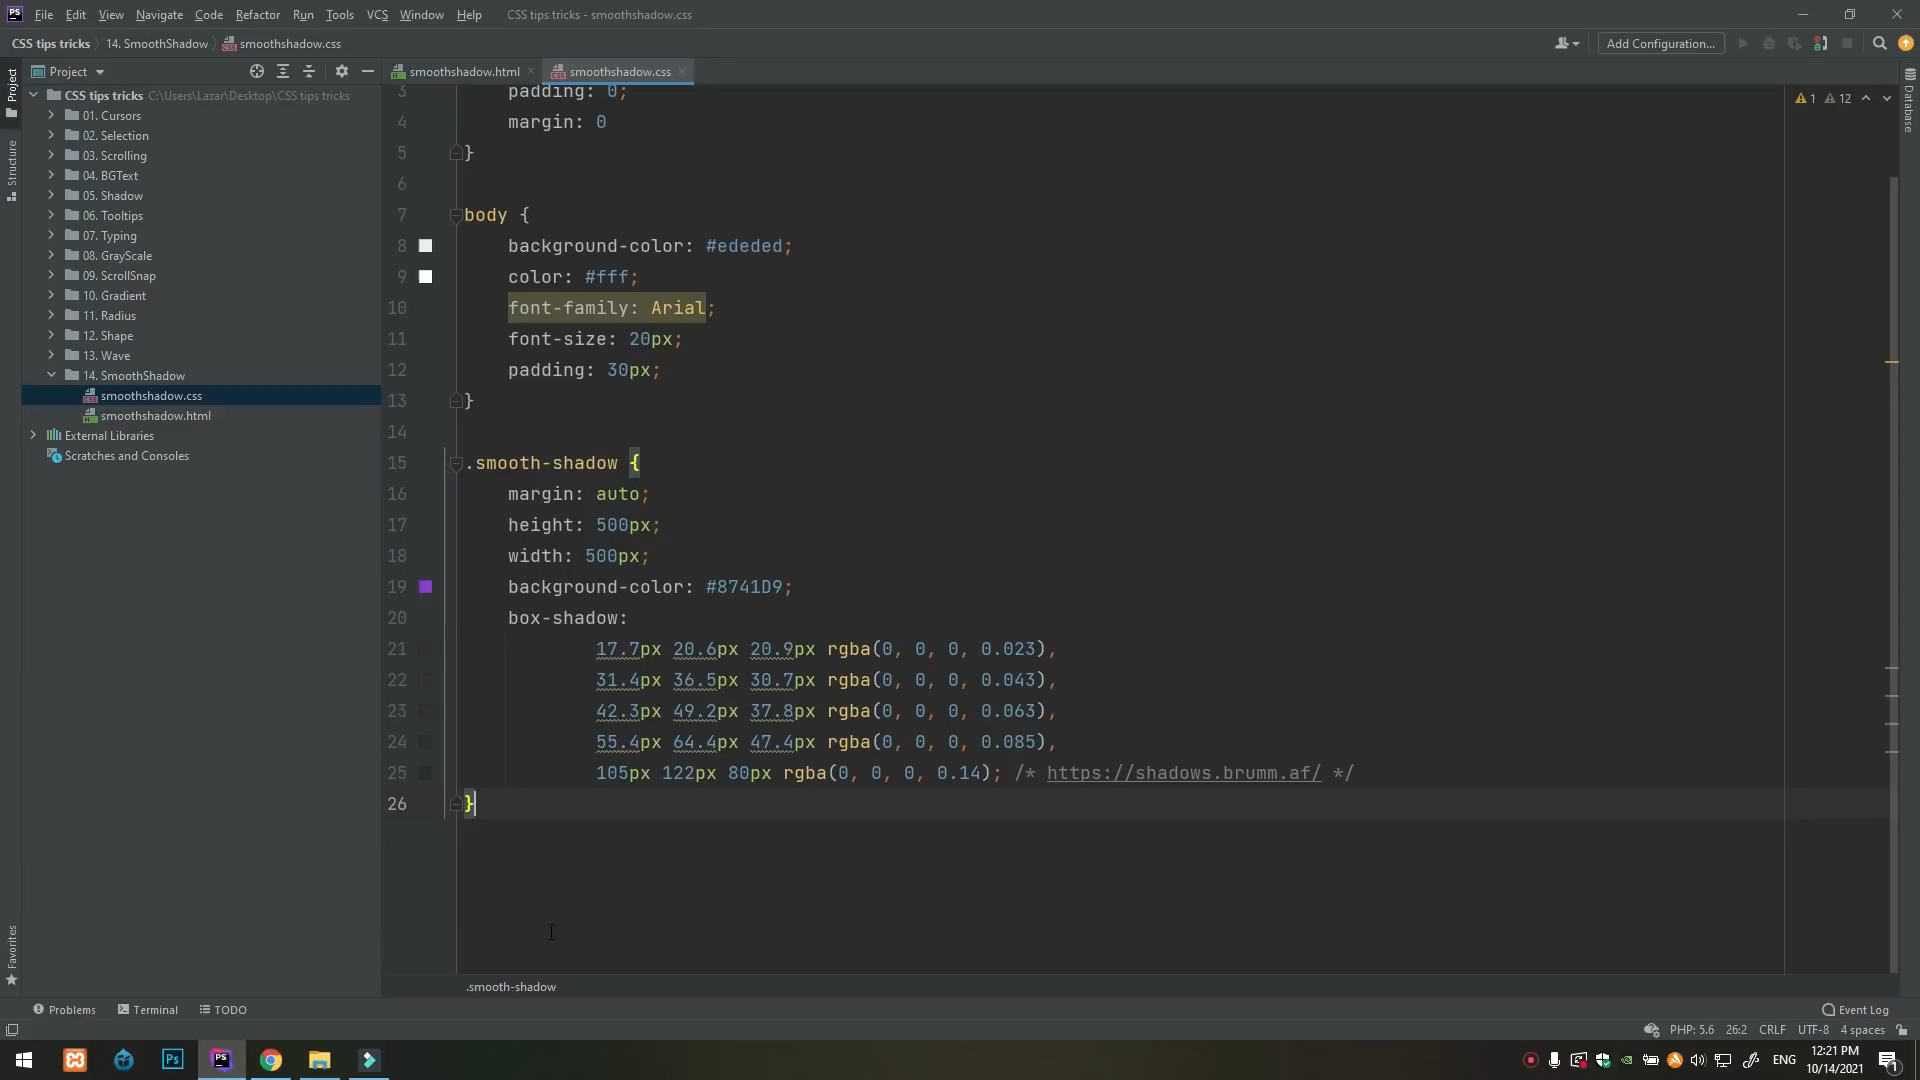 PS File Edit View Navigate Code Refactor Run Tools VCS Window Help CSS tips tricks - smoothshadow.css
CSS tips tricks 14. SmoothShadow smoothshadow.css Add Configuration...
Project smoothshadow.html smoothshadow.css
Project
Structure
Favorites
Database
CSS tips tricks C:\Users\Lazar\Desktop\CSS tips tricks
01. Cursors
02. Selection
03. Scrolling
04. BGText
05. Shadow
06. Tooltips
07. Typing
08. GrayScale
09. ScrollSnap
10. Gradient
11. Radius
12. Shape
13. Wave
14. SmoothShadow
smoothshadow.css
smoothshadow.html
External Libraries
Scratches and Consoles
1 12
3 padding: 0;
4 margin: 0
5 }
6
7 body {
8 background-color: #ededed;
9 color: #fff;
10 font-family: Arial;
11 font-size: 20px;
12 padding: 30px;
13 }
14
15 .smooth-shadow {
16 margin: auto;
17 height: 500px;
18 width: 500px;
19 background-color: #8741D9;
20 box-shadow:
21 17.7px 20.6px 20.9px rgba(0, 0, 0, 0.023),
22 31.4px 36.5px 30.7px rgba(0, 0, 0, 0.043),
23 42.3px 49.2px 37.8px rgba(0, 0, 0, 0.063),
24 55.4px 64.4px 47.4px rgba(0, 0, 0, 0.085),
25 105px 122px 80px rgba(0, 0, 0, 0.14); /* https://shadows.brumm.af/ */
26 }
.smooth-shadow
Problems Terminal TODO Event Log
PHP: 5.6 26:2 CRLF UTF-8 4 spaces
Ps PS ENG 12:21 PM
10/14/2021 1